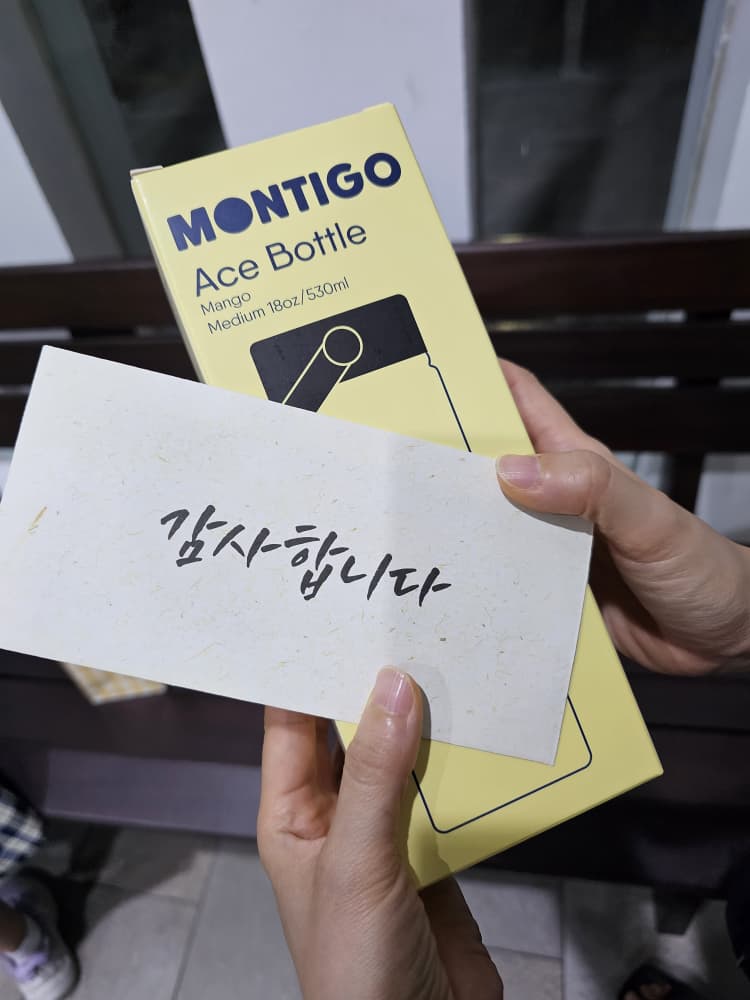 MONTIGO
Ace Bottle
Mango
Medium 18oz/530ml
감사합니다